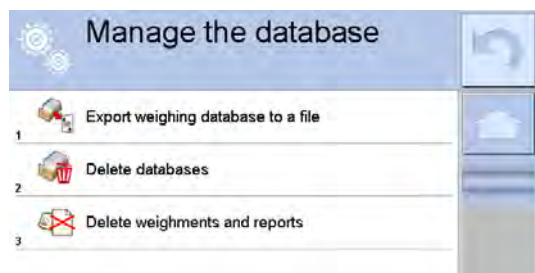 Manage the database
Export weighing database to a file
1
Delete databases
2
Delete weighments and reports
3